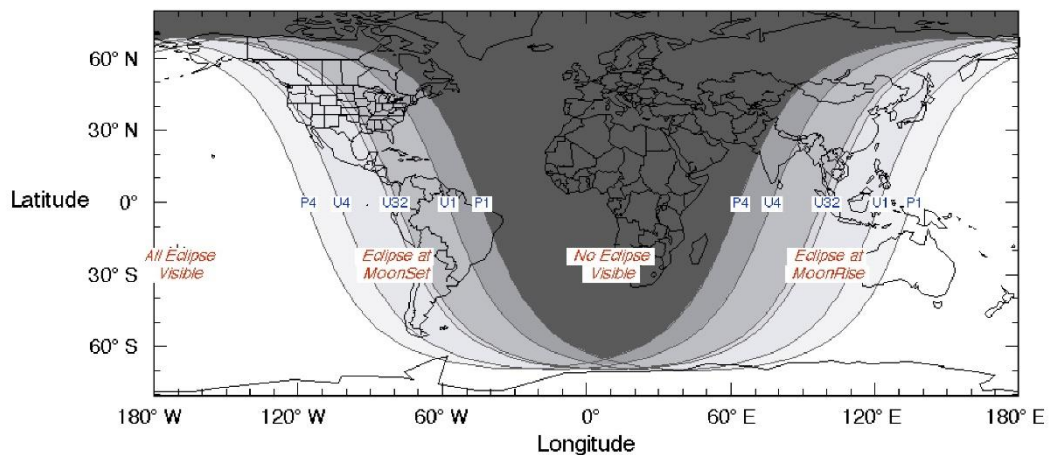 60° N
30° N
Latitude
0°
P4 U4 U32 U1 P1 P4 U4 U32 U1 P1
All Eclipse
Visible
Eclipse at
MoonSet
No Eclipse
Visible
Eclipse at
MoonRise
30° S
60° S
180° W 120° W 60° W 0° 60° E 120° E 180° E
Longitude